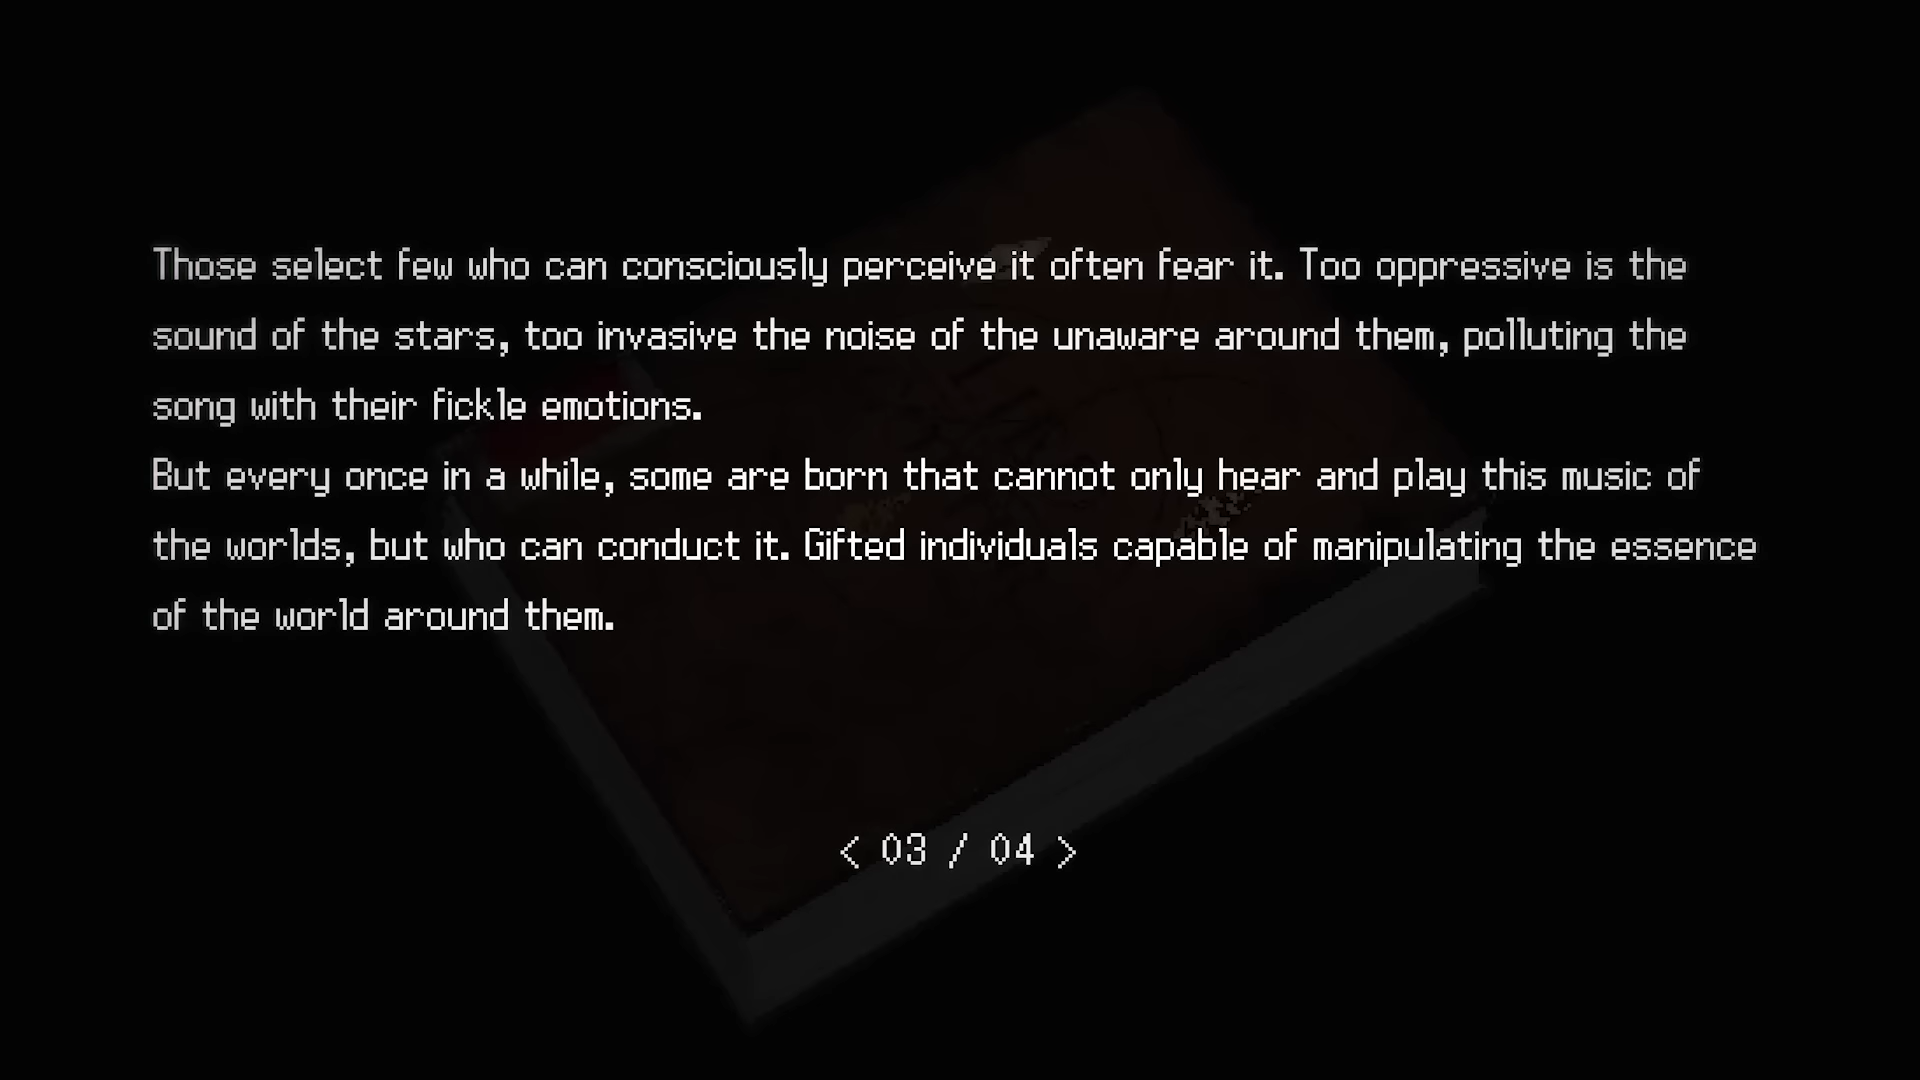 Those select few who can consciously perceive it often fear it. Too oppressive is the
sound of the stars, too invasive the noise of the unaware around them, polluting the
song with their fickle emotions.
But every once in a while, some are born that cannot only hear and play this music of
the worlds, but who can conduct it. Gifted individuals capable of manipulating the essence
of the world around them.
< 03 / 04 >